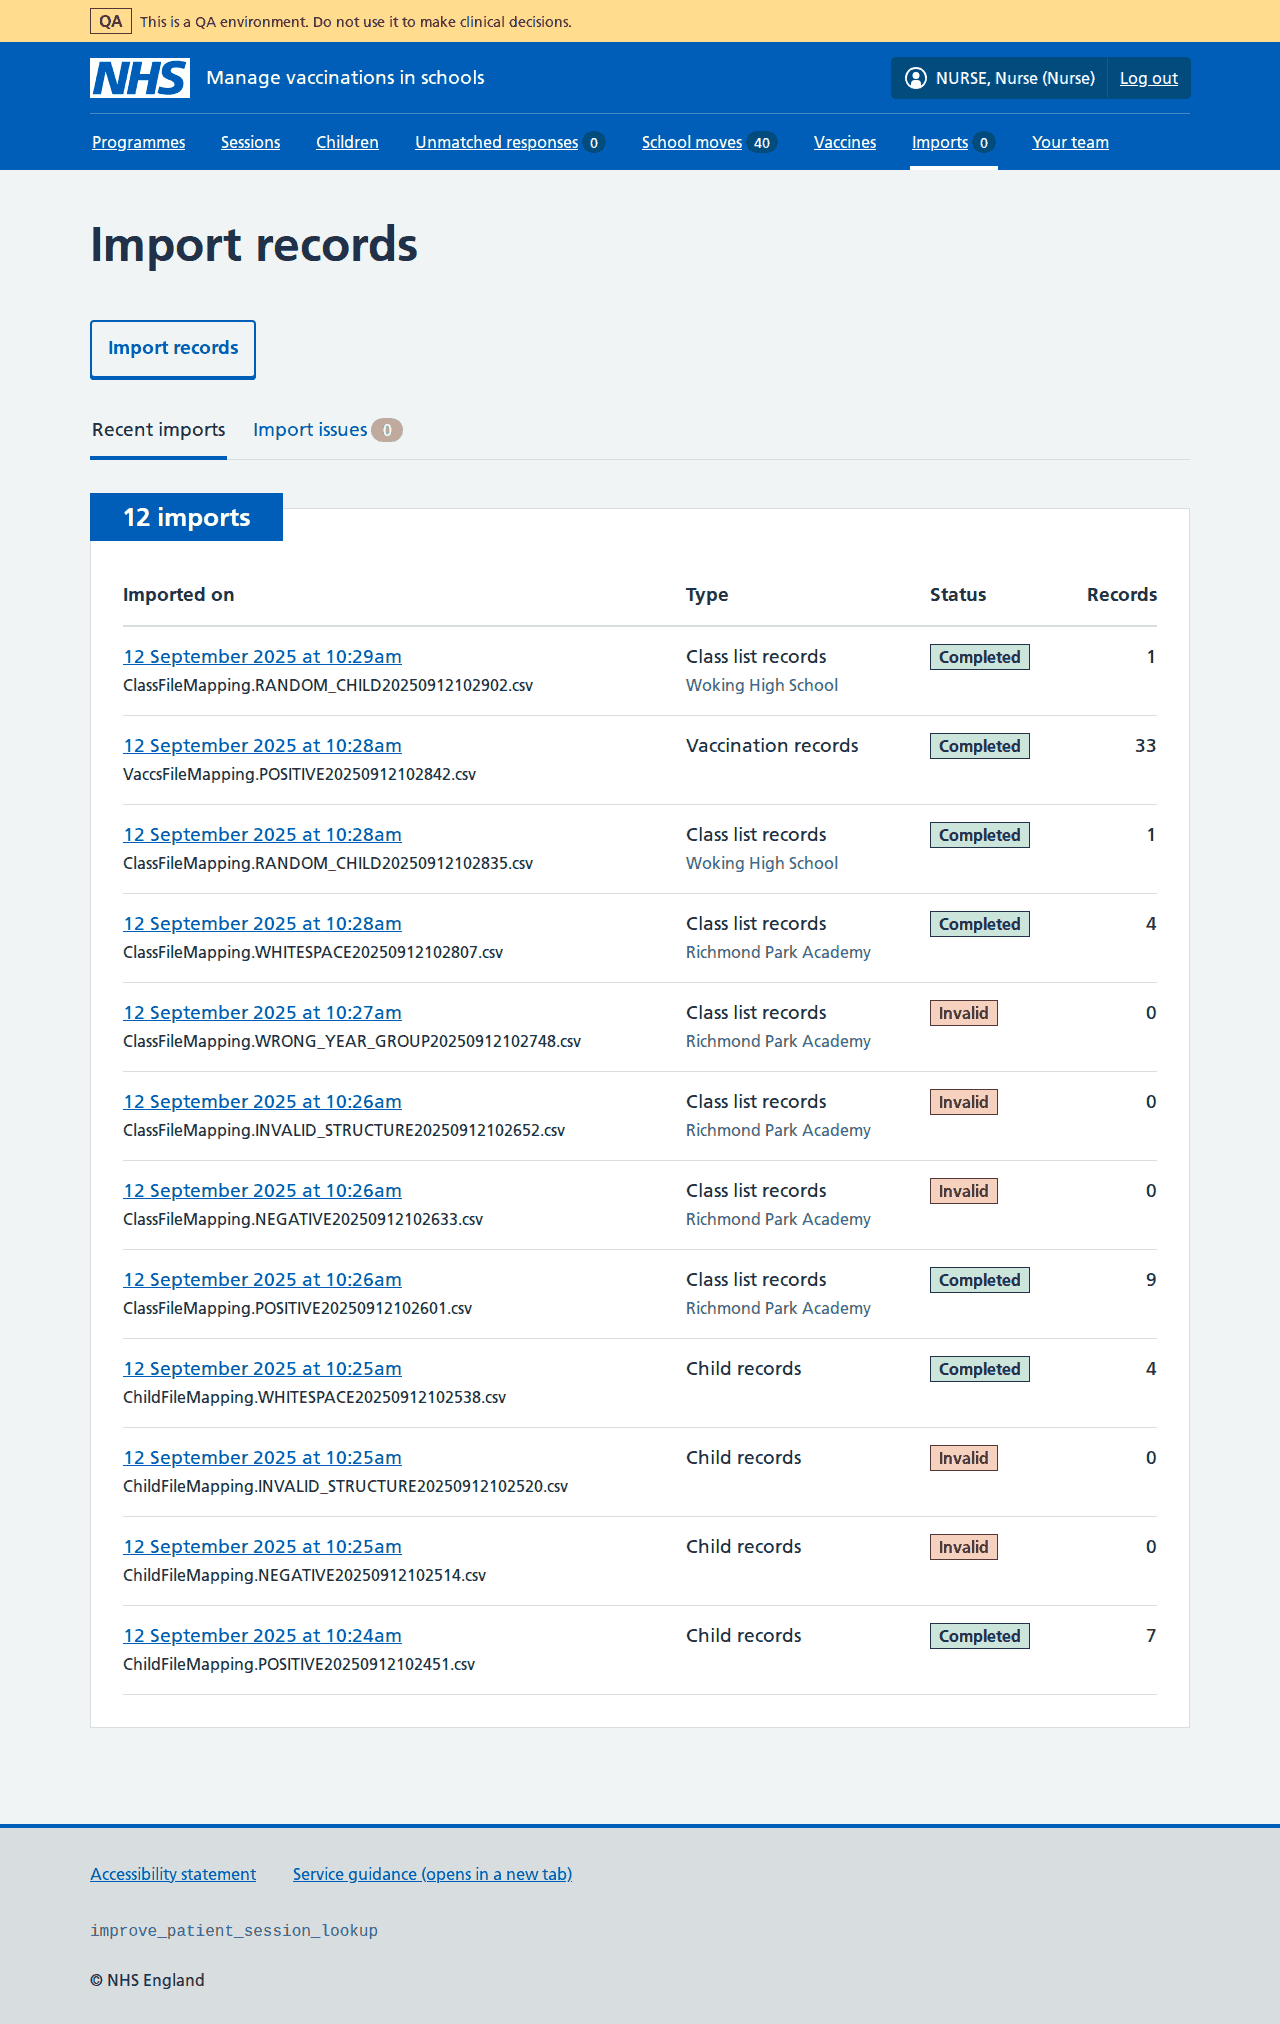 QA This is a QA environment. Do not use it to make clinical decisions.
NHS Manage vaccinations in schools NURSE, Nurse (Nurse) Log out
Programmes Sessions Children Unmatched responses 0 School moves 40 Vaccines Imports 0 Your team
Import records
Import records
Recent imports Import issues 0
12 imports
Imported on Type Status Records
12 September 2025 at 10:29am Class list records Completed 1
ClassFileMapping.RANDOM_CHILD20250912102902.csv Woking High School
12 September 2025 at 10:28am Vaccination records Completed 33
VaccsFileMapping.POSITIVE20250912102842.csv
12 September 2025 at 10:28am Class list records Completed 1
ClassFileMapping.RANDOM_CHILD20250912102835.csv Woking High School
12 September 2025 at 10:28am Class list records Completed 4
ClassFileMapping.WHITESPACE20250912102807.csv Richmond Park Academy
12 September 2025 at 10:27am Class list records Invalid 0
ClassFileMapping.WRONG_YEAR_GROUP20250912102748.csv Richmond Park Academy
12 September 2025 at 10:26am Class list records Invalid 0
ClassFileMapping.INVALID_STRUCTURE20250912102652.csv Richmond Park Academy
12 September 2025 at 10:26am Class list records Invalid 0
ClassFileMapping.NEGATIVE20250912102633.csv Richmond Park Academy
12 September 2025 at 10:26am Class list records Completed 9
ClassFileMapping.POSITIVE20250912102601.csv Richmond Park Academy
12 September 2025 at 10:25am Child records Completed 4
ChildFileMapping.WHITESPACE20250912102538.csv
12 September 2025 at 10:25am Child records Invalid 0
ChildFileMapping.INVALID_STRUCTURE20250912102520.csv
12 September 2025 at 10:25am Child records Invalid 0
ChildFileMapping.NEGATIVE20250912102514.csv
12 September 2025 at 10:24am Child records Completed 7
ChildFileMapping.POSITIVE20250912102451.csv
Accessibility statement Service guidance (opens in a new tab)
improve_patient_session_lookup
© NHS England